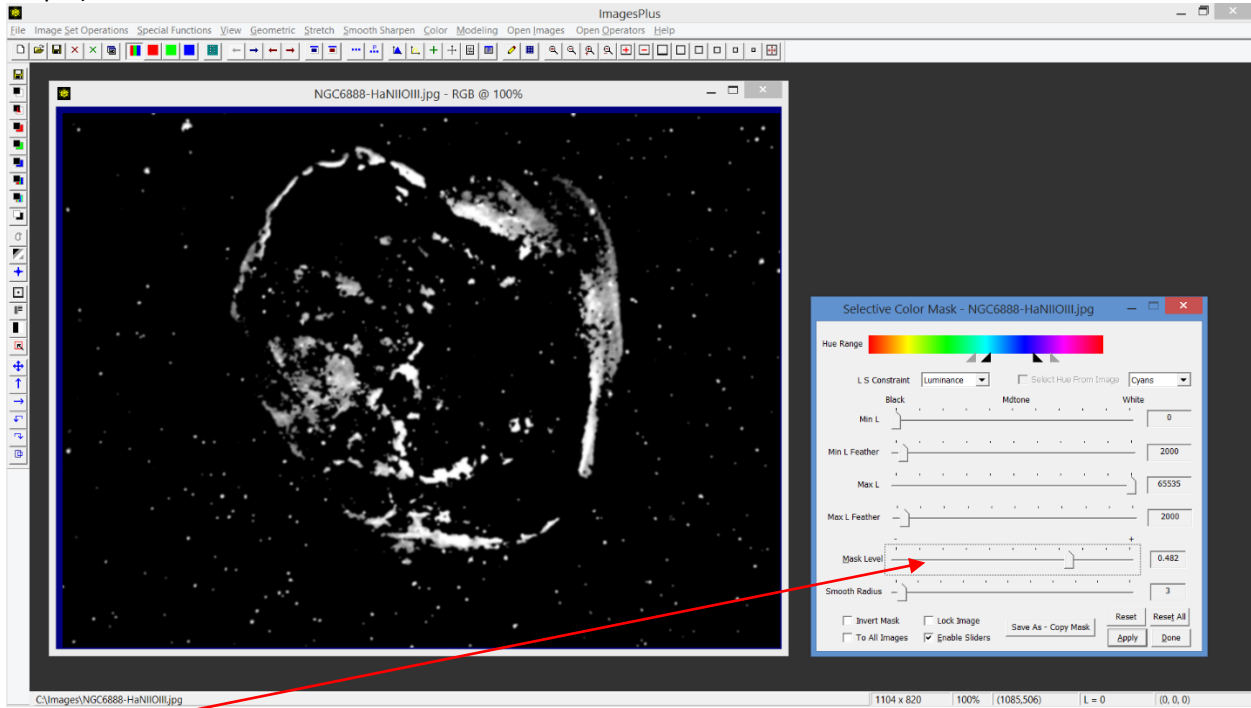 ImagesPlus
File Image Set Operations Special Functions View Geometric Stretch Smooth Sharpen Color Modeling Open Images Open Operators Help
NGC6888-HaNIIOIII.jpg - RGB @ 100%
Selective Color Mask - NGC6888-HaNIIOIII.jpg
Hue Range
L S Constraint Luminance Select Hue From Image Cyans
Black Mdtone White
Min L 0
Min L Feather 2000
Max L 65535
Max L Feather 2000
- +
Mask Level 0.482
Smooth Radius 3
Invert Mask Lock Image Save As - Copy Mask Reset Reset All
To All Images Enable Sliders Apply Done
C:\Images\NGC6888-HaNIIOIII.jpg 1104 x 820 100% (1085,506) L = 0 (0, 0, 0)